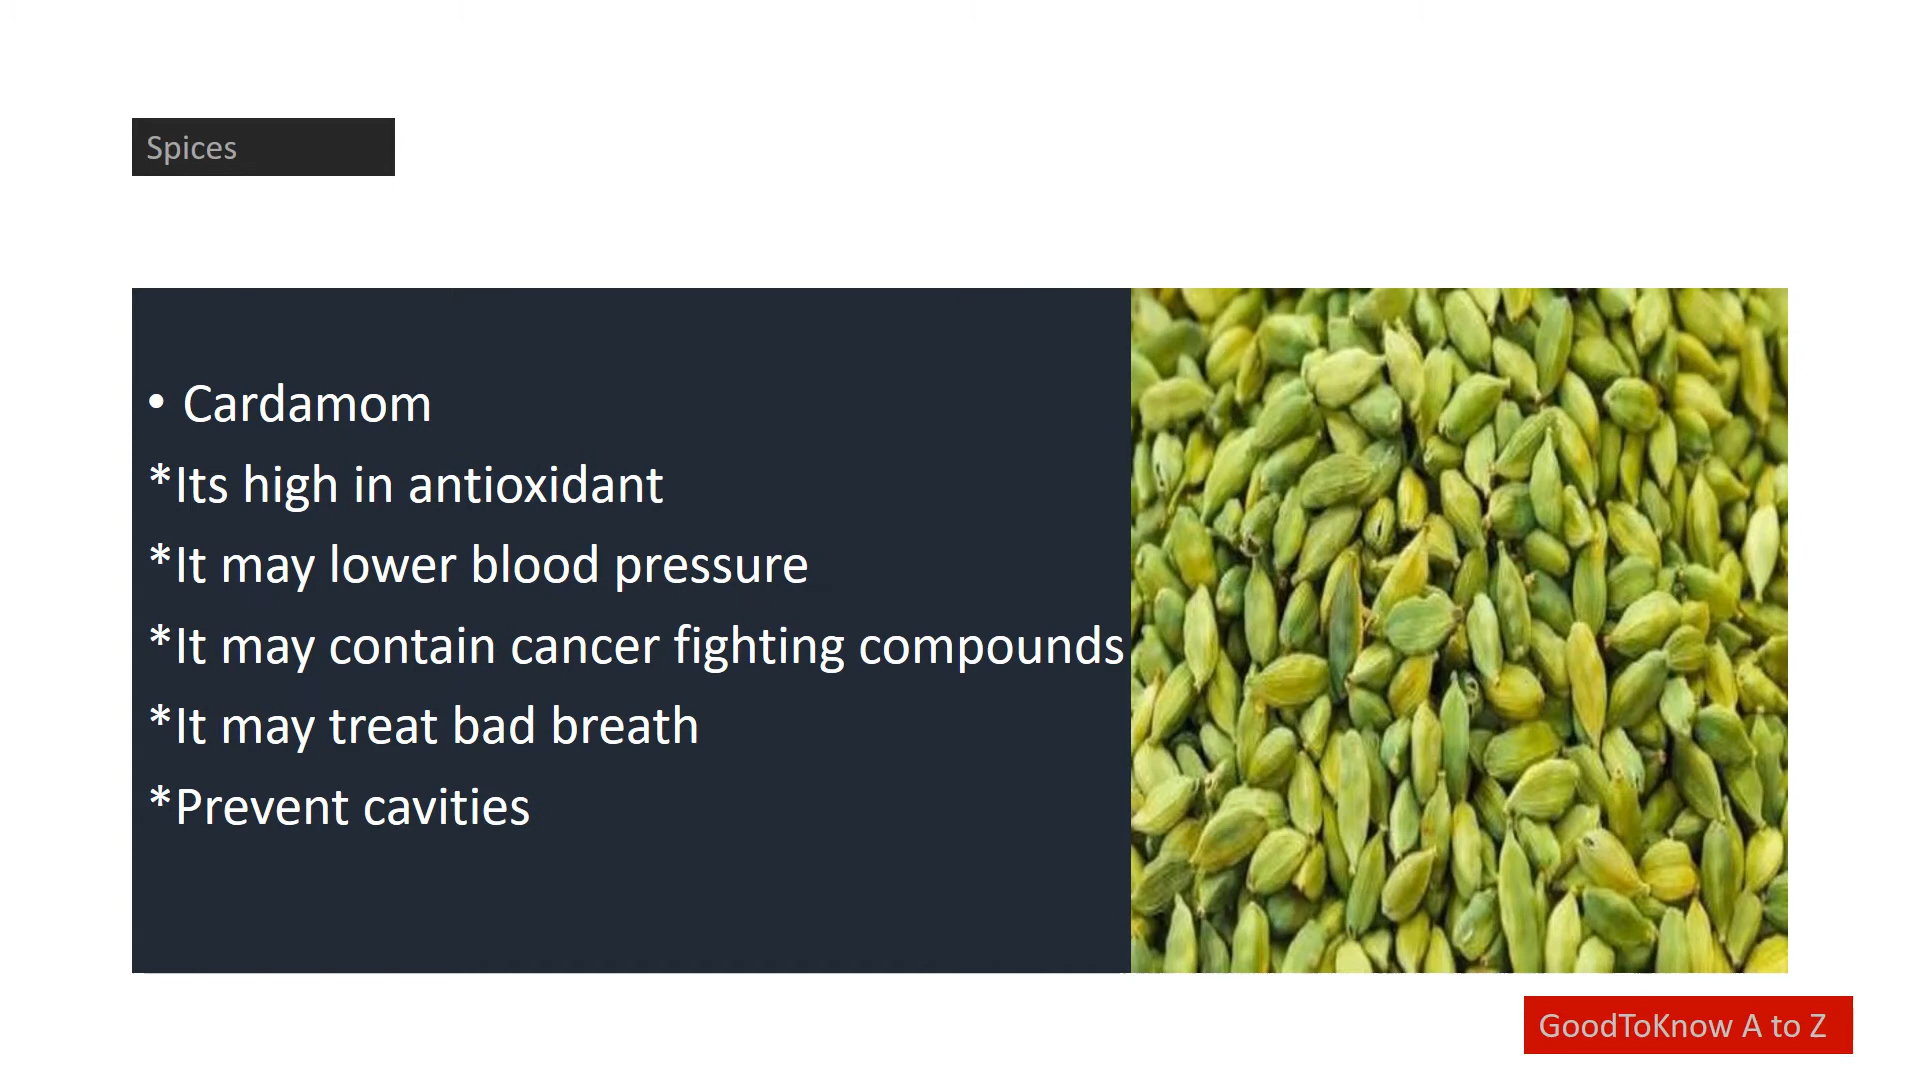 Spices
• Cardamom
*Its high in antioxidant
*It may lower blood pressure
*It may contain cancer fighting compounds
*It may treat bad breath
*Prevent cavities
GoodToKnow A to Z